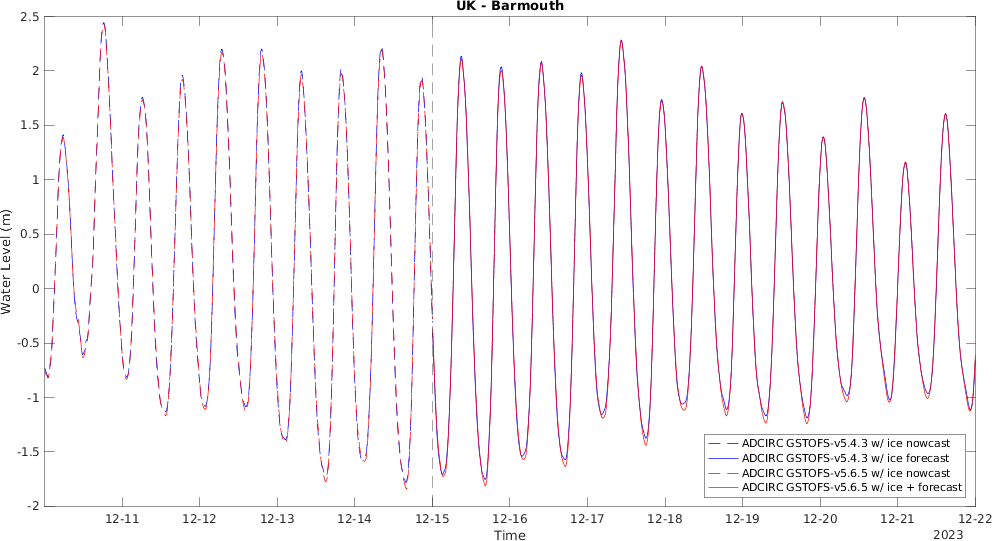 UK - Barmouth
2.5
2
1.5
1
0.5
0
-0.5
-1
-1.5
-2
Water Level (m)
ADCIRC GSTOFS-v5.4.3 w/ ice nowcast
ADCIRC GSTOFS-v5.4.3 w/ ice forecast
ADCIRC GSTOFS-v5.6.5 w/ ice nowcast
ADCIRC GSTOFS-v5.6.5 w/ ice + forecast
12-11 12-12 12-13 12-14 12-15 12-16 12-17 12-18 12-19 12-20 12-21 12-22
Time
2023